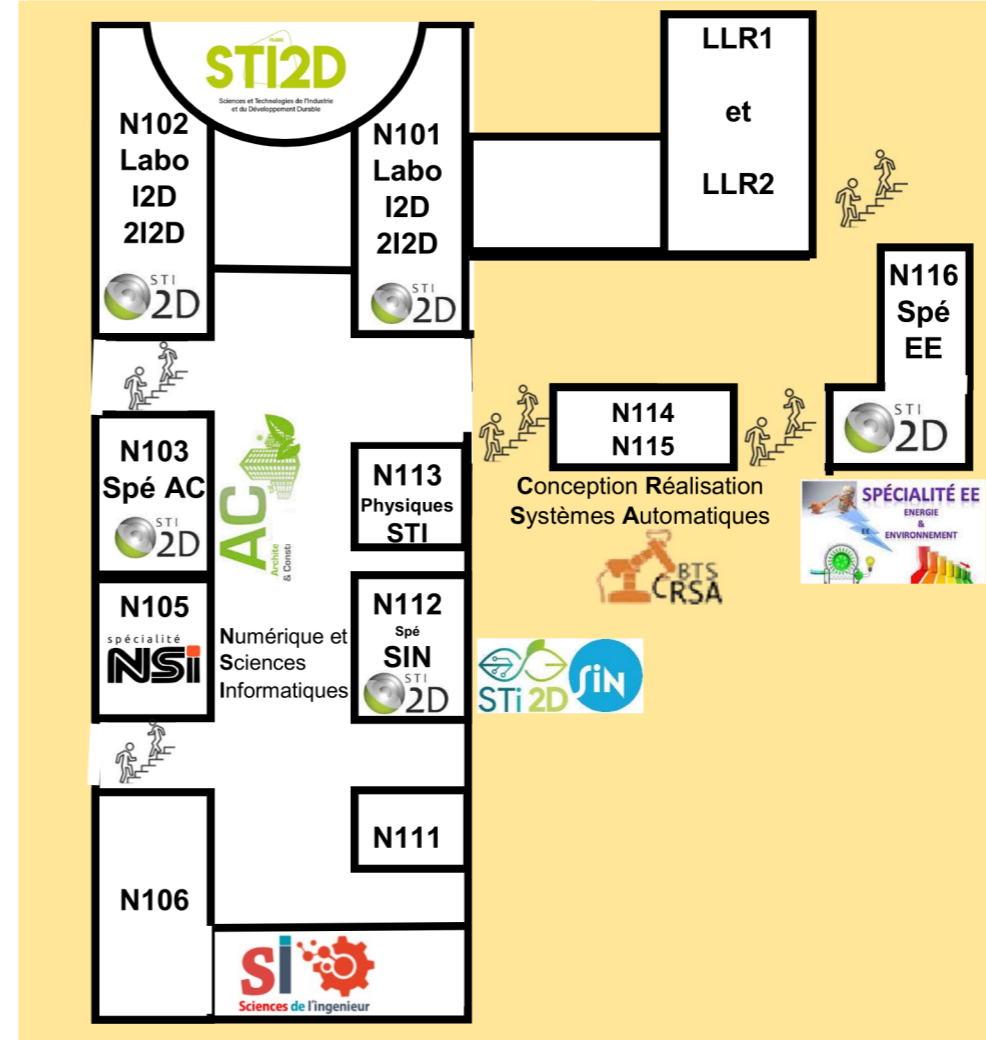 STI2D
Sciences et Technologies de l'Industrie
et du Développement Durable
N102
Labo
I2D
2I2D
STI
2D
N101
Labo
I2D
2I2D
STI
2D
LLR1
et
LLR2
N116
Spé
EE
STI
2D
N103
Spé AC
STI
2D
AC
Archite
& Consti
N113
Physiques
STI
N114
N115
Conception Réalisation
Systèmes Automatiques
BTS
CRSA
SPÉCIALITÉ EE
ENERGIE
&
ENVIRONNEMENT
EE
N105
spécialité
NSi
Numérique et
Sciences
Informatiques
N112
Spé
SIN
STI
2D
STi 2D
SiN
N111
N106
Si
Sciences de l'ingenieur